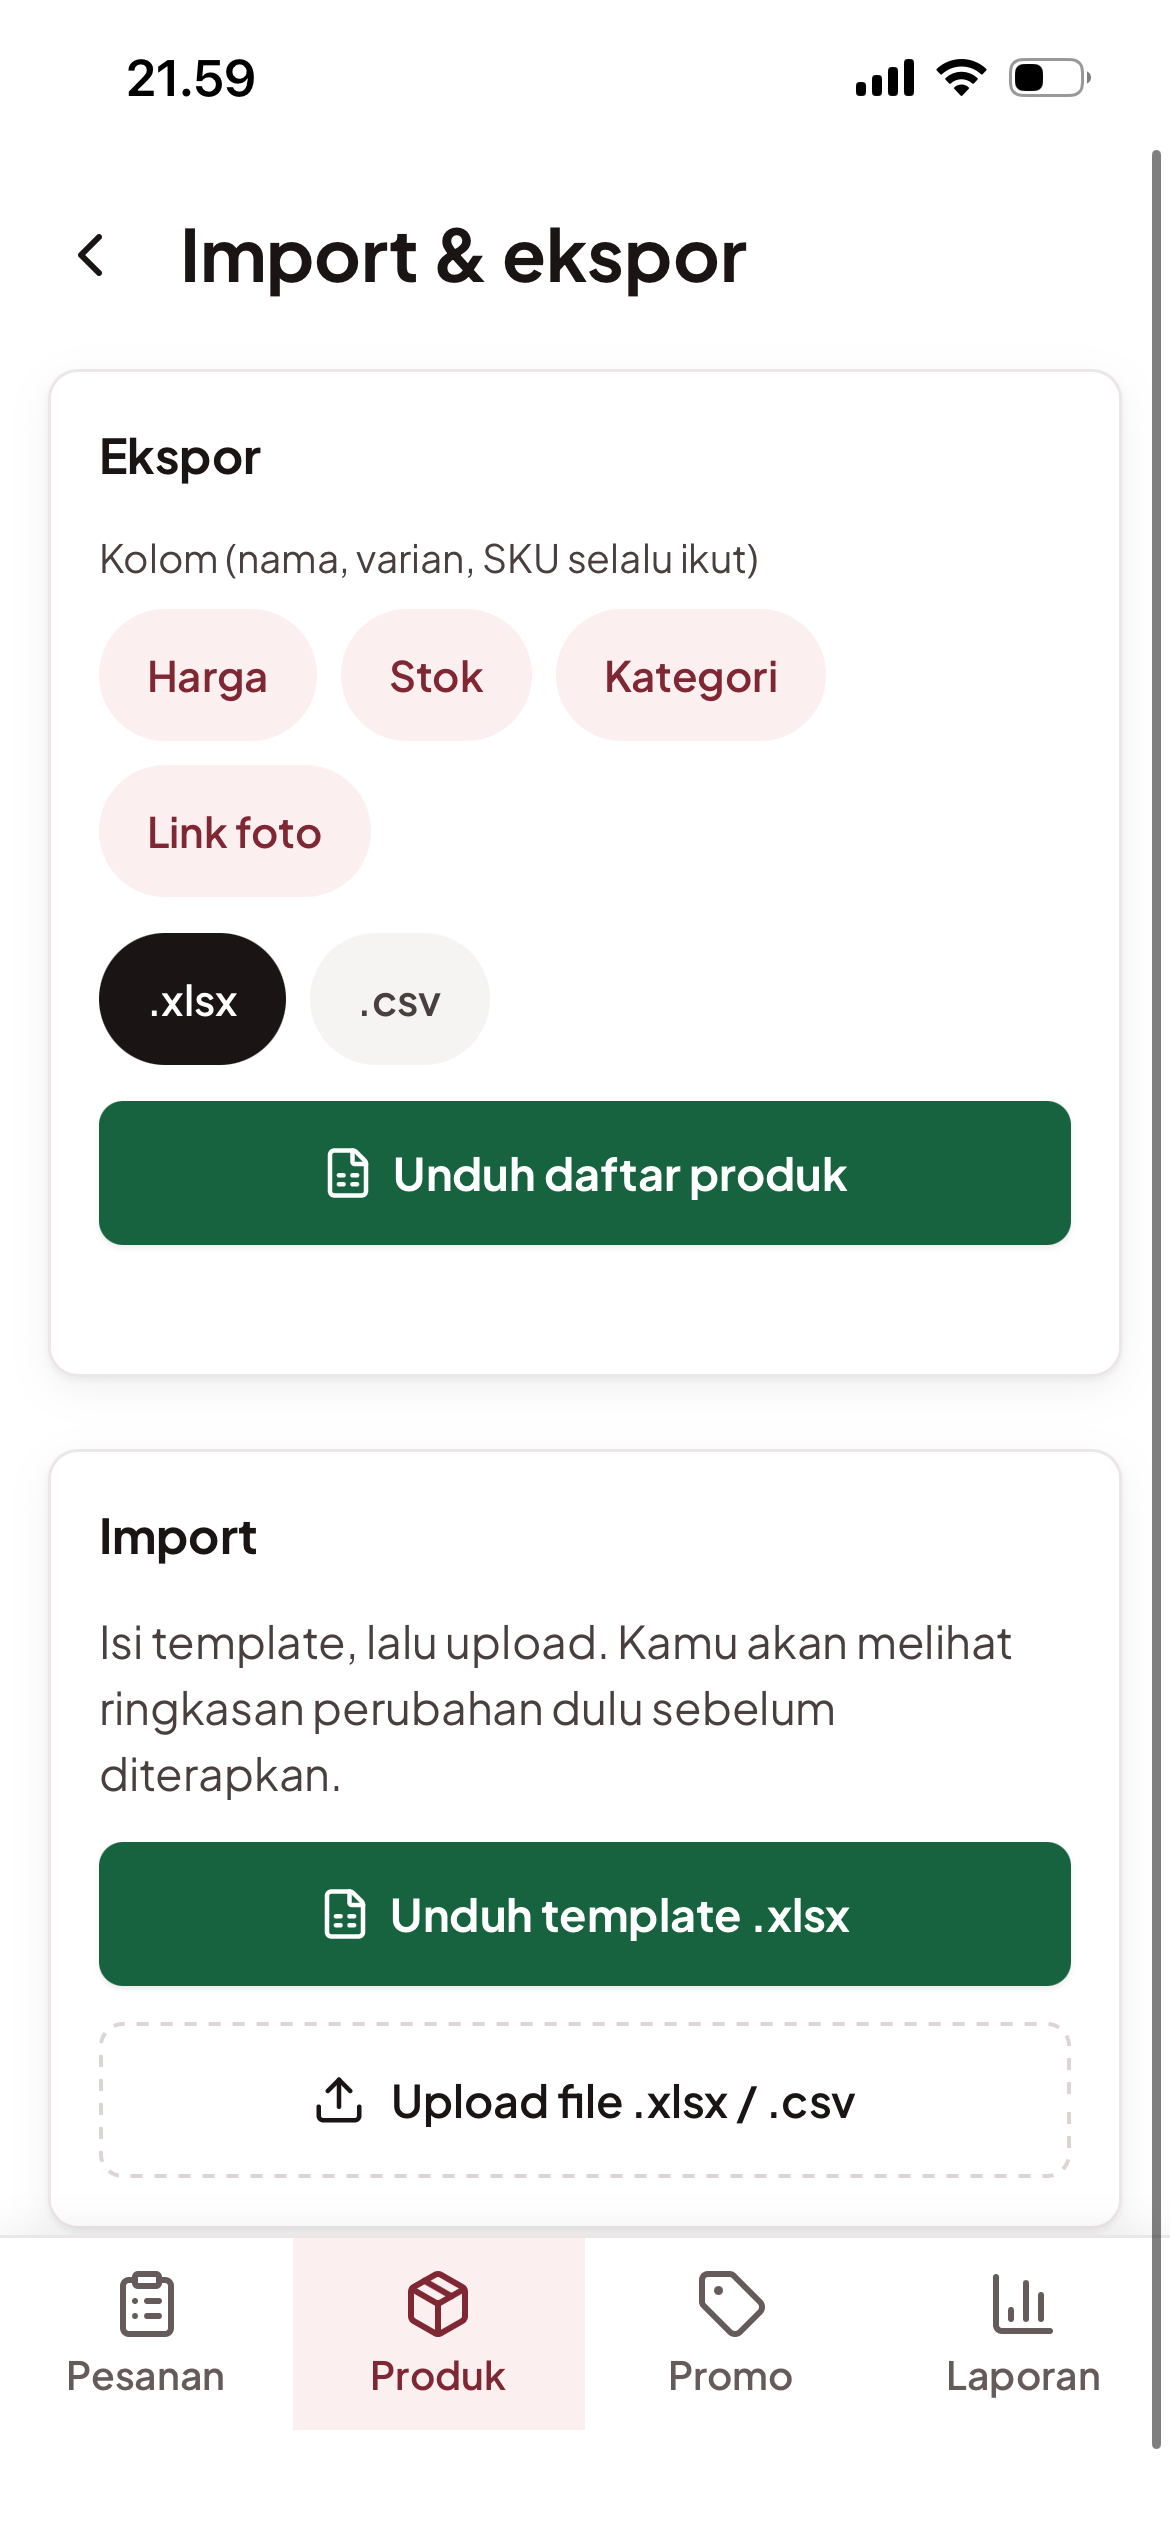 21.59
Import & ekspor
Ekspor
Kolom (nama, varian, SKU selalu ikut)
Harga
Stok
Kategori
Link foto
.xlsx
.csv
Unduh daftar produk
Import
Isi template, lalu upload. Kamu akan melihat
ringkasan perubahan dulu sebelum
diterapkan.
Unduh template .xlsx
Upload file .xlsx / .csv
Pesanan
Produk
Promo
Laporan